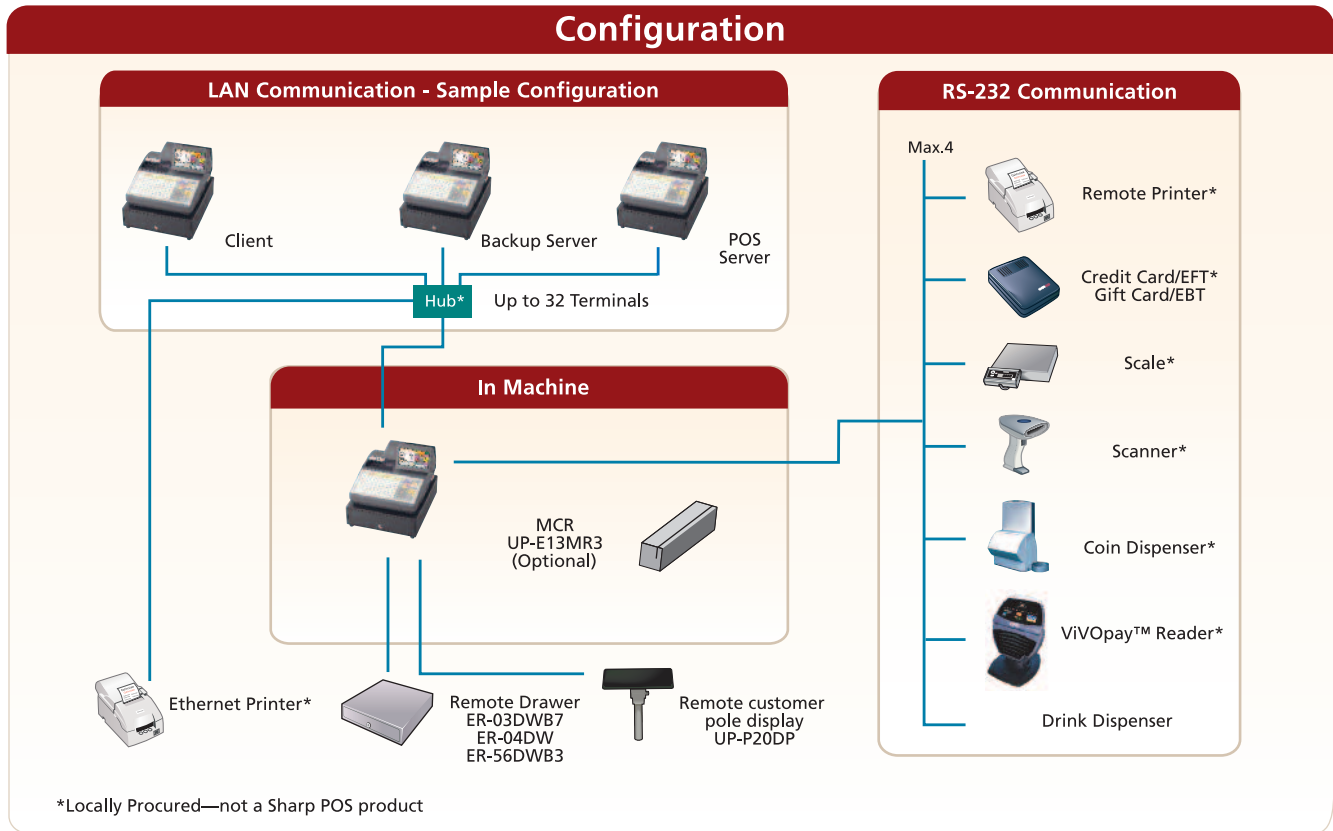 Configuration
LAN Communication - Sample Configuration
Client
Backup Server
POS
Server
Hub*
Up to 32 Terminals
In Machine
MCR
UP-E13MR3
(Optional)
Ethernet Printer*
Remote Drawer
ER-03DWB7
ER-04DW
ER-56DWB3
Remote customer
pole display
UP-P20DP
RS-232 Communication
Max.4
Remote Printer*
Credit Card/EFT*
Gift Card/EBT
Scale*
Scanner*
Coin Dispenser*
ViVOpay™ Reader*
Drink Dispenser
*Locally Procured—not a Sharp POS product